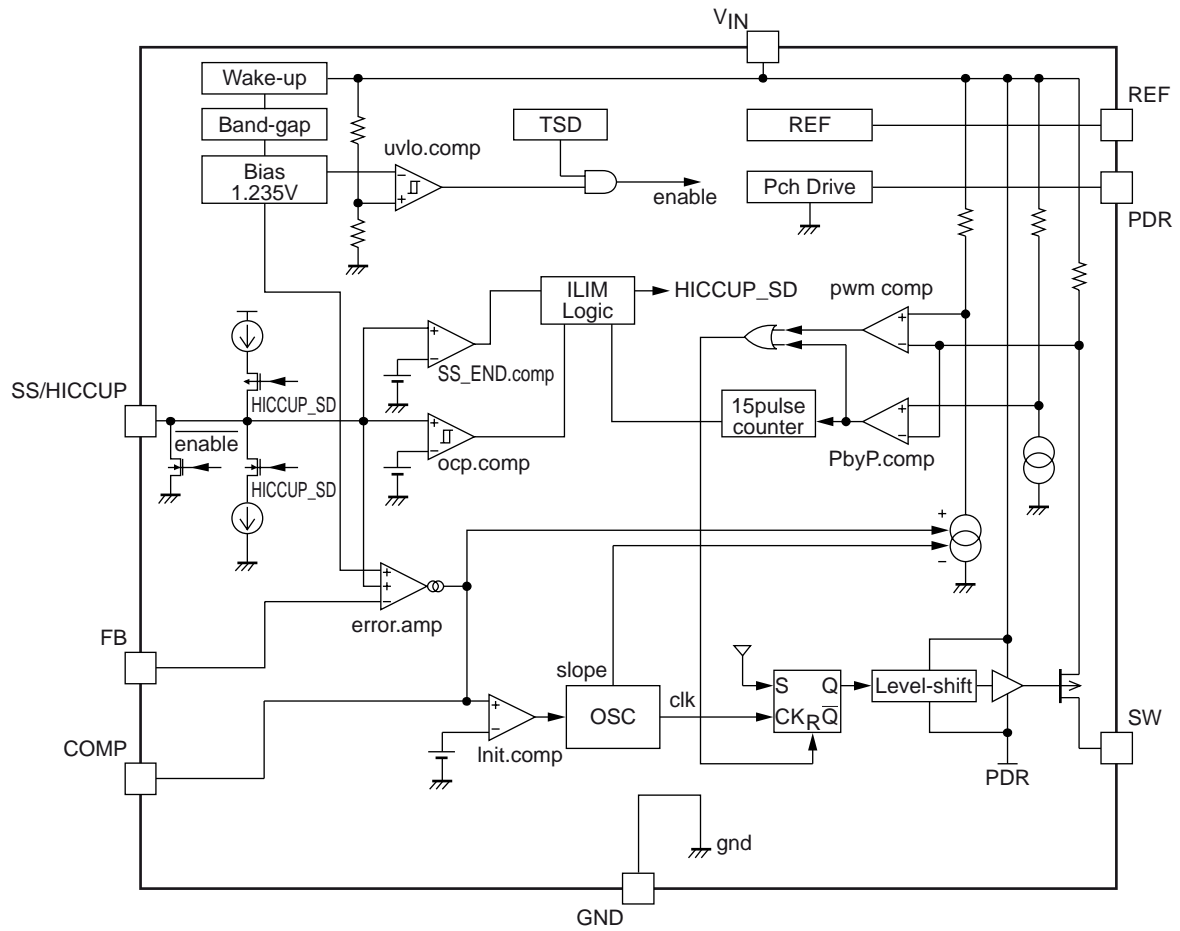 VIN
Wake-up
REF
Band-gap
TSD
REF
uvlo.comp
Bias
1.235V
Pch Drive
enable
PDR
ILIM
Logic
HICCUP_SD
pwm comp
SS_END.comp
SS/HICCUP
HICCUP_SD
15pulse
counter
enable
ocp.comp
PbyP.comp
HICCUP_SD
+
−
error.amp
FB
slope
S Q
Level-shift
OSC
clk
CK R Q
SW
COMP
Init.comp
PDR
gnd
GND